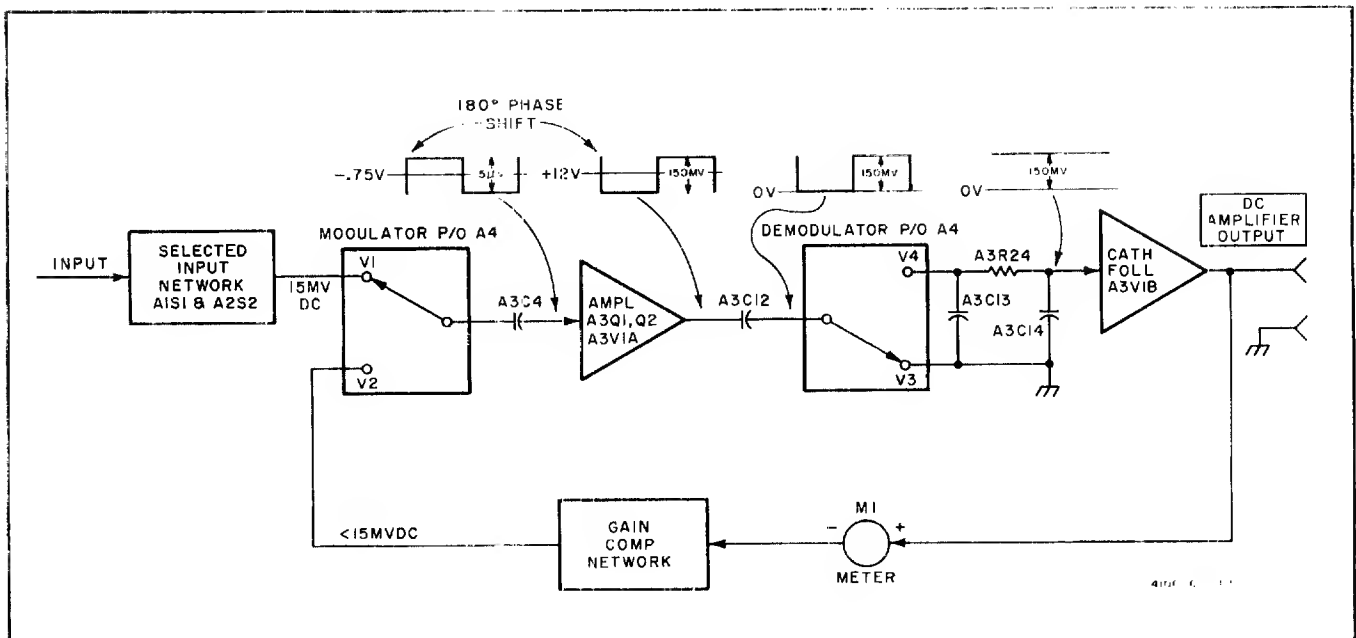 180° PHASE
SHIFT
-.75V
5μV
+12V
150MV
0V
150MV
0V
150MV
INPUT
SELECTED
INPUT
NETWORK
A1S1 & A2S2
15MV
DC
MODULATOR P/O A4
V1
V2
A3C4
AMPL
A3Q1, Q2
A3V1A
A3C12
DEMODULATOR P/O A4
V4
V3
A3R24
A3C13
A3C14
CATH
FOLL
A3V1B
DC
AMPLIFIER
OUTPUT
<15MVDC
GAIN
COMP
NETWORK
-
M1
+
METER